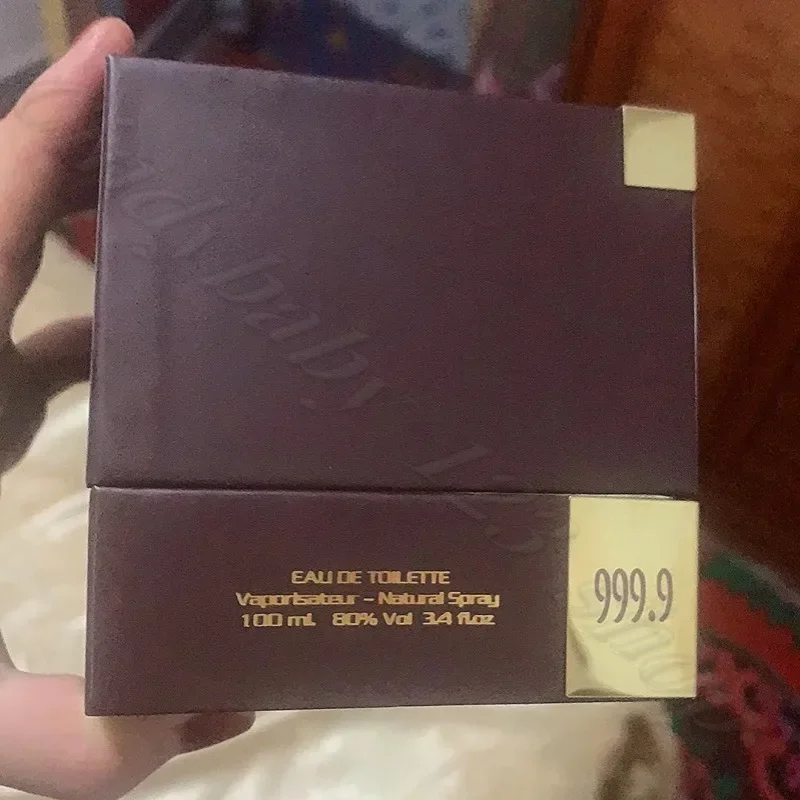 EAU DE TOILETTE
Vaporisateur - Natural Spray
100 ml. 80% Vol 3.4 fl.oz
999.9